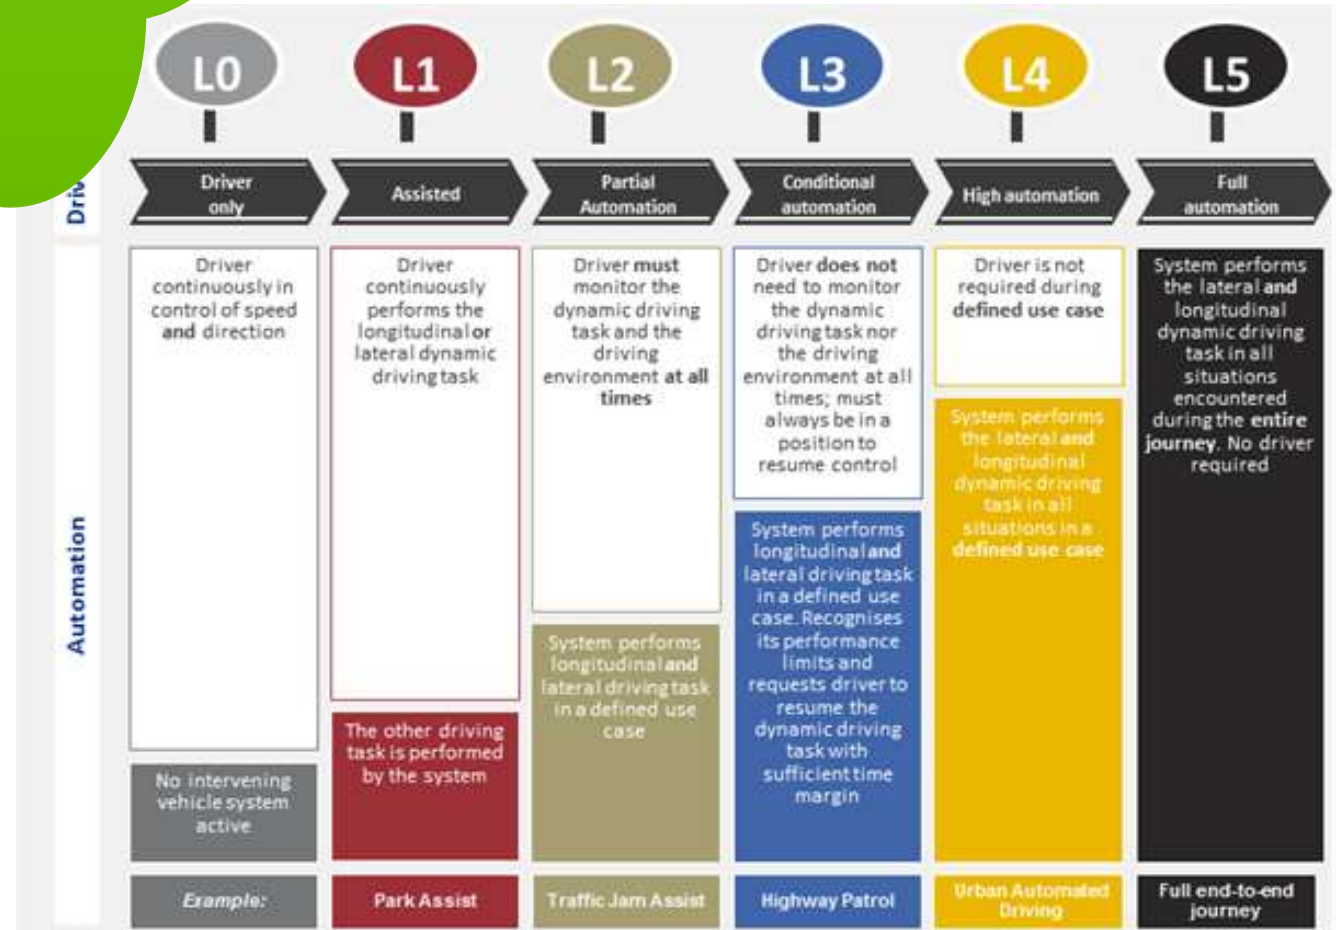 L0
L1
L2
L3
L4
L5
Driver
only
Assisted
Partial
Automation
Conditional
automation
High automation
Full
automation
Driver
continuously in
control of speed
and direction
No intervening
vehicle system
active
Driver
continuously
performs the
longitudinal or
lateral dynamic
driving task
The other driving
task is performed
by the system
Driver must
monitor the
dynamic driving
task and the
driving
environment at all
times
System performs
longitudinal and
lateral driving task
in a defined use
case
Driver does not
need to monitor
the dynamic
driving task nor
the driving
environment at all
times; must
always be in a
position to
resume control
System performs
longitudinal and
lateral driving task
in a defined use
case. Recognises
its performance
limits and
requests driver to
resume the
dynamic driving
task with
sufficient time
margin
Driver is not
required during
defined use case
System performs
the lateral and
longitudinal
dynamic driving
task in all
situations in a
defined use case
System performs
the lateral and
longitudinal
dynamic driving
task in all
situations
encountered
during the entire
journey. No driver
required
Automation
Example:
Park Assist
Traffic Jam Assist
Highway Patrol
Urban Automated
Driving
Full end-to-end
journey